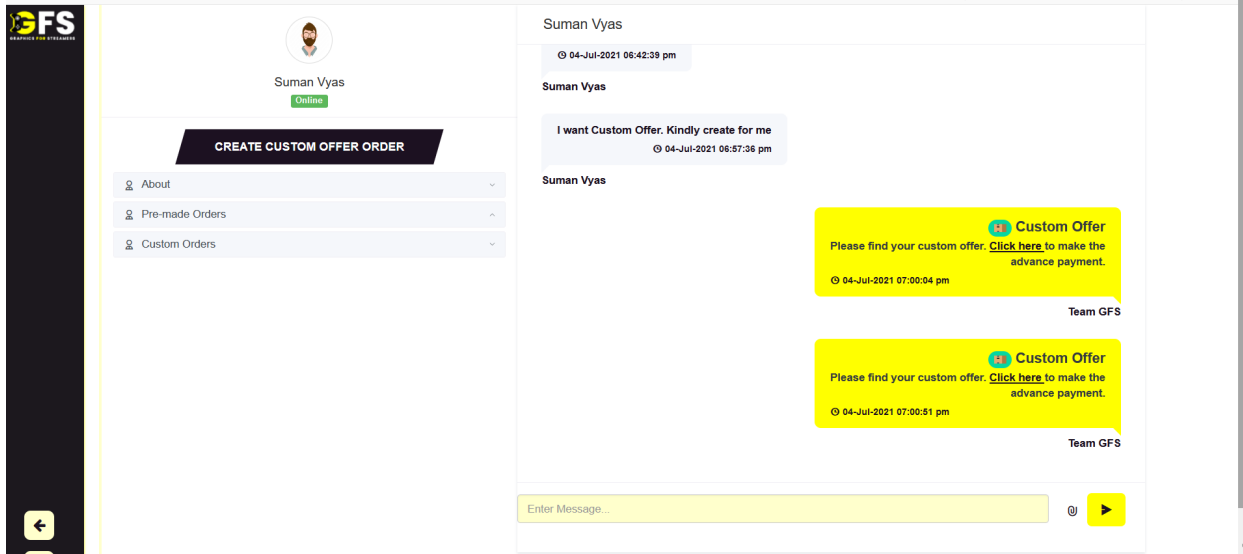 GFS
GRAPHICS FOR STREAMERS
Suman Vyas
Online
CREATE CUSTOM OFFER ORDER
About
Pre-made Orders
Custom Orders
Suman Vyas
04-Jul-2021 06:42:39 pm
Suman Vyas
I want Custom Offer. Kindly create for me
04-Jul-2021 06:57:36 pm
Suman Vyas
Custom Offer
Please find your custom offer. Click here to make the
advance payment.
04-Jul-2021 07:00:04 pm
Team GFS
Custom Offer
Please find your custom offer. Click here to make the
advance payment.
04-Jul-2021 07:00:51 pm
Team GFS
Enter Message...